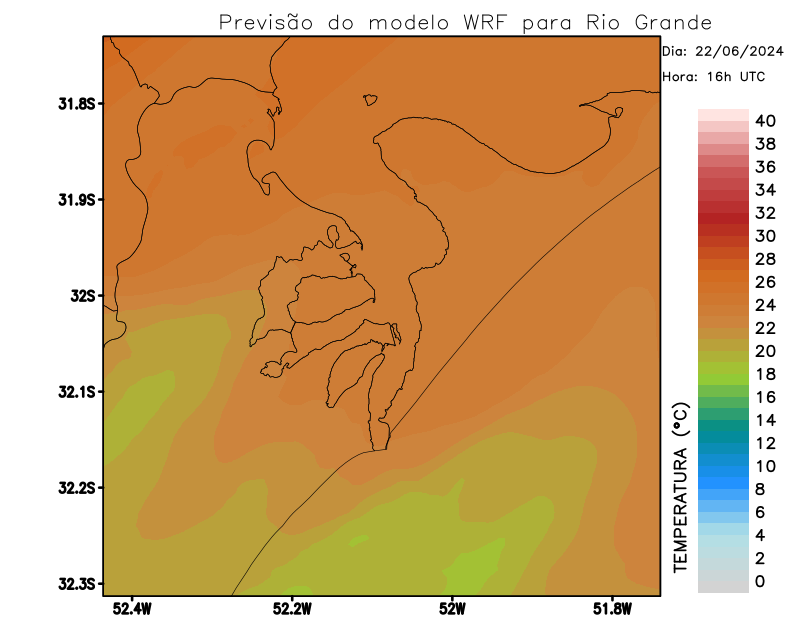 Previsão do modelo WRF para Rio Grande
Dia: 22/06/2024
Hora: 16h UTC
31.8S
31.9S
32S
32.1S
32.2S
32.3S
52.4W
52.2W
52W
51.8W
TEMPERATURA (°C)
40
38
36
34
32
30
28
26
24
22
20
18
16
14
12
10
8
6
4
2
0